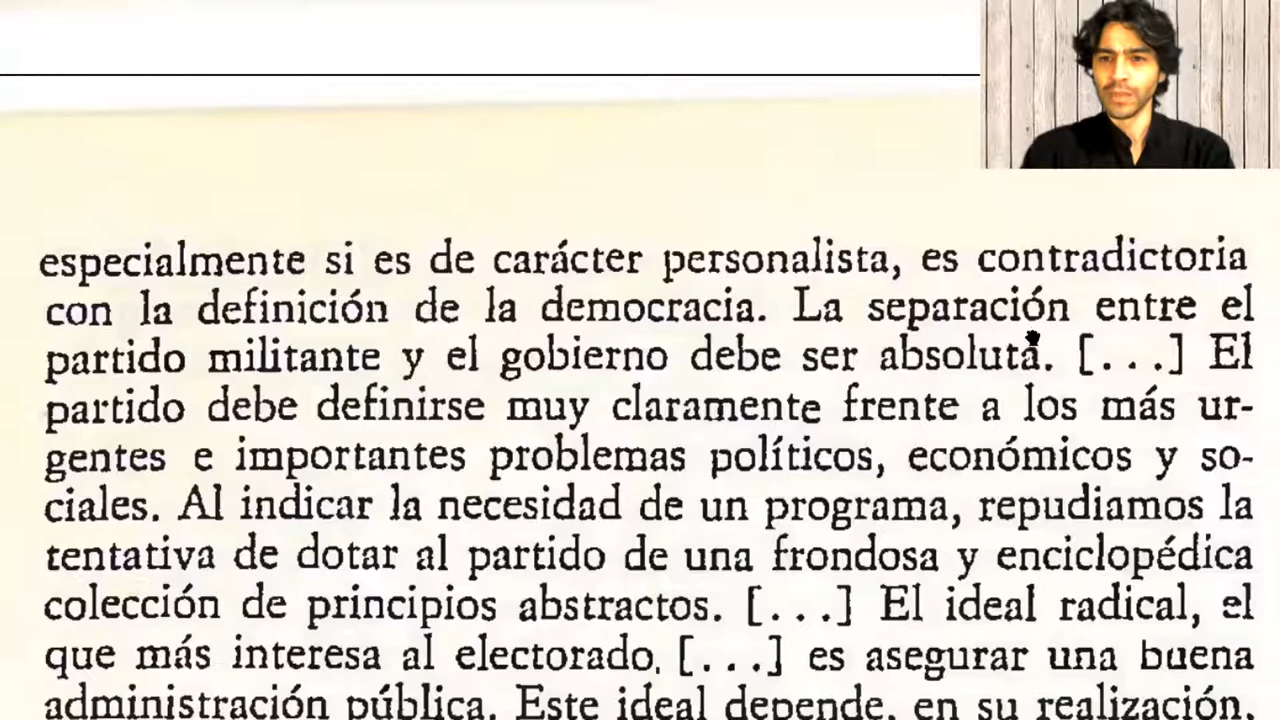 especialmente si es de carácter personalista, es contradictoria
con la definición de la democracia. La separación entre el
partido militante y el gobierno debe ser absoluta. [...] El
partido debe definirse muy claramente frente a los más ur-
gentes e importantes problemas políticos, económicos y so-
ciales. Al indicar la necesidad de un programa, repudiamos la
tentativa de dotar al partido de una frondosa y enciclopédica
colección de principios abstractos. [...] El ideal radical, el
que más interesa al electorado, [...] es asegurar una buena
administración pública. Este ideal depende, en su realización,